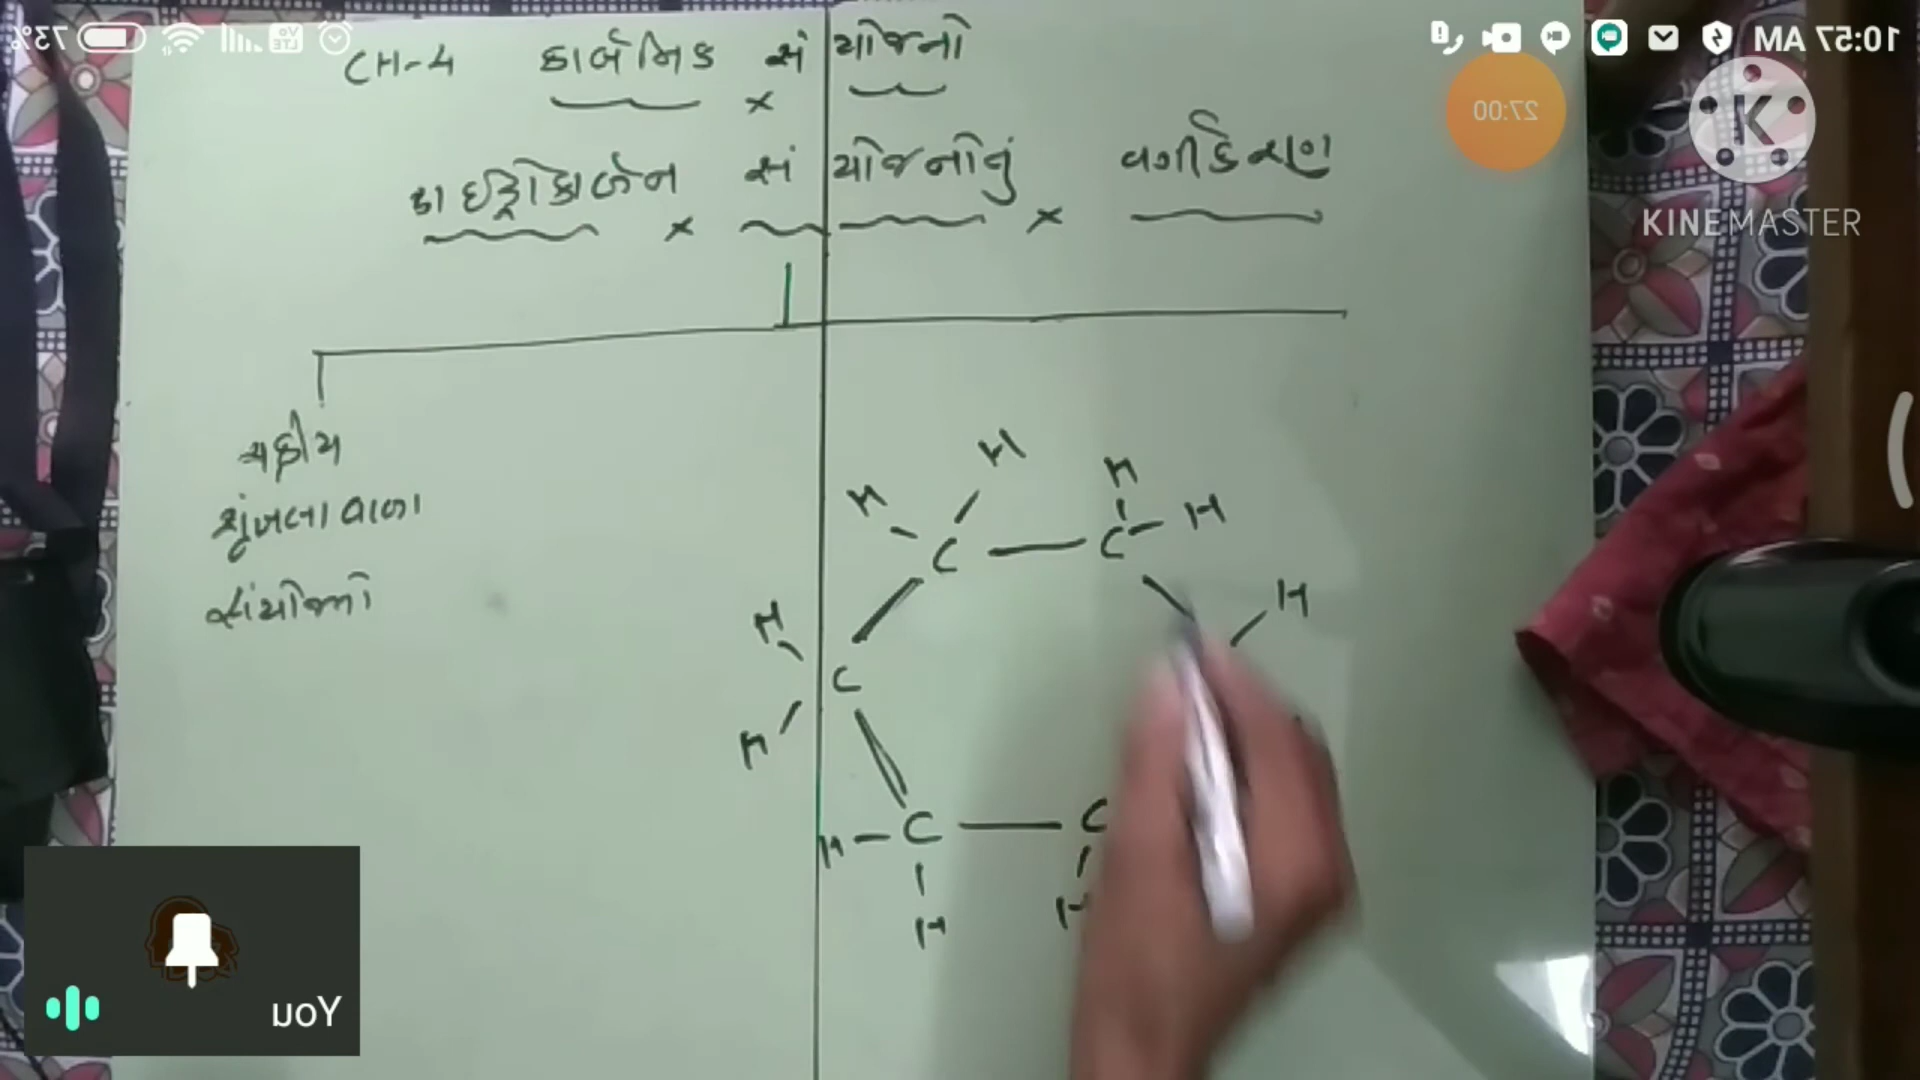 10:57 AM
73%
27:00
KINEMASTER
CH-4 કાર્બનિક સંયોજનો
હાઇડ્રોકાર્બન સંયોજનોનું વર્ગીકરણ
ચક્રીય
શૃંખલાવાળા
સંયોજનો
H H H
H C — C H
H
H C
H
H C — C
H H
You